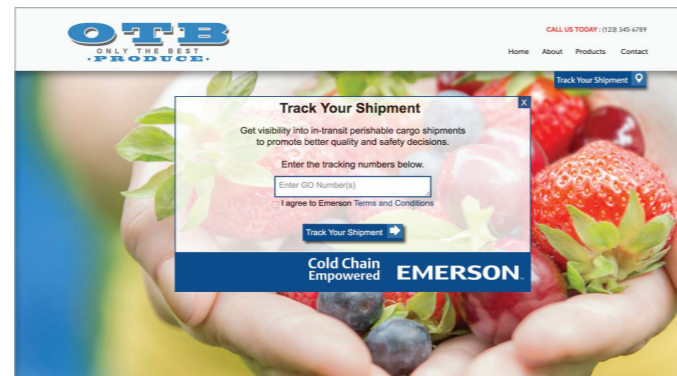 OTB
ONLY THE BEST
·PRODUCE·
CALL US TODAY : (123) 345-6789
Home About Products Contact
Track Your Shipment
Track Your Shipment
X
Get visibility into in-transit perishable cargo shipments
to promote better quality and safety decisions.
Enter the tracking numbers below.
Enter GO Number(s)
I agree to Emerson Terms and Conditions
Track Your Shipment
Cold Chain
Empowered
EMERSON